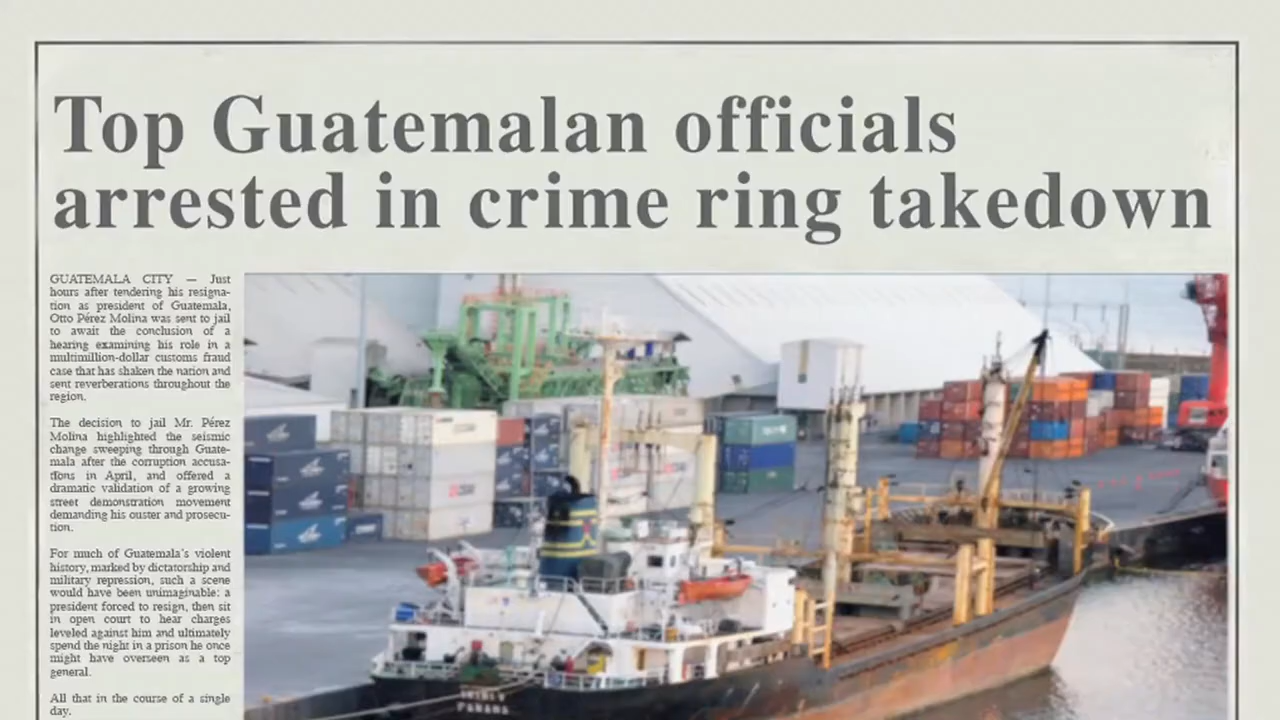 Top Guatemalan officials
arrested in crime ring takedown
GUATEMALA CITY — Just
hours after tendering his resigna-
tion as president of Guatemala,
Otto Pérez Molina was sent to jail
to await the conclusion of a
hearing examining his role in a
multimillion-dollar customs fraud
case that has shaken the nation and
sent reverberations throughout the
region.
The decision to jail Mr. Pérez
Molina highlighted the seismic
change sweeping through Guate-
mala after the corruption accusa-
tions in April, and offered a
dramatic validation of a growing
street demonstration movement
demanding his ouster and prosecu-
tion.
For much of Guatemala's violent
history, marked by dictatorship and
military repression, such a scene
would have been unimaginable: a
president forced to resign, then sit
in open court to hear charges
leveled against him and ultimately
spend the night in a prison he once
might have overseen as a top
general.
All that in the course of a single
day.
PANAMA